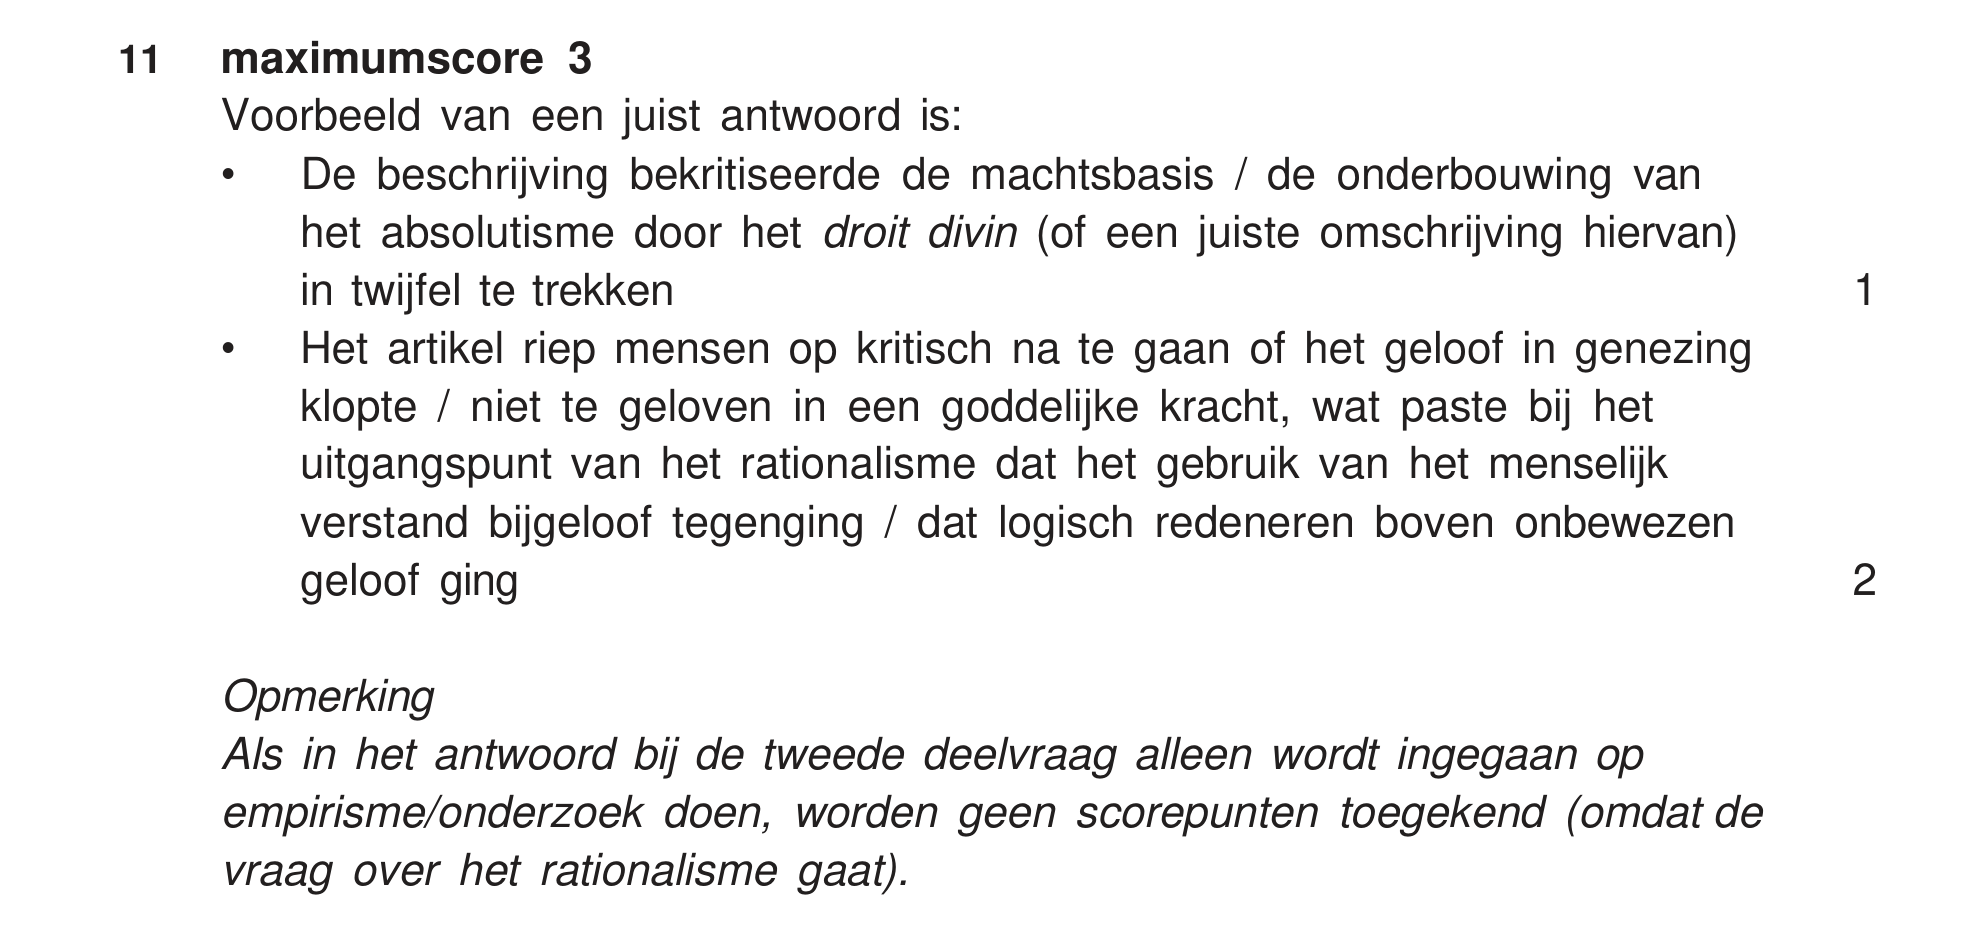 11 maximumscore 3
Voorbeeld van een juist antwoord is:
• De beschrijving bekritiseerde de machtsbasis / de onderbouwing van
het absolutisme door het droit divin (of een juiste omschrijving hiervan)
in twijfel te trekken 1
• Het artikel riep mensen op kritisch na te gaan of het geloof in genezing
klopte / niet te geloven in een goddelijke kracht, wat paste bij het
uitgangspunt van het rationalisme dat het gebruik van het menselijk
verstand bijgeloof tegenging / dat logisch redeneren boven onbewezen
geloof ging 2
Opmerking
Als in het antwoord bij de tweede deelvraag alleen wordt ingegaan op
empirisme/onderzoek doen, worden geen scorepunten toegekend (omdat de
vraag over het rationalisme gaat).